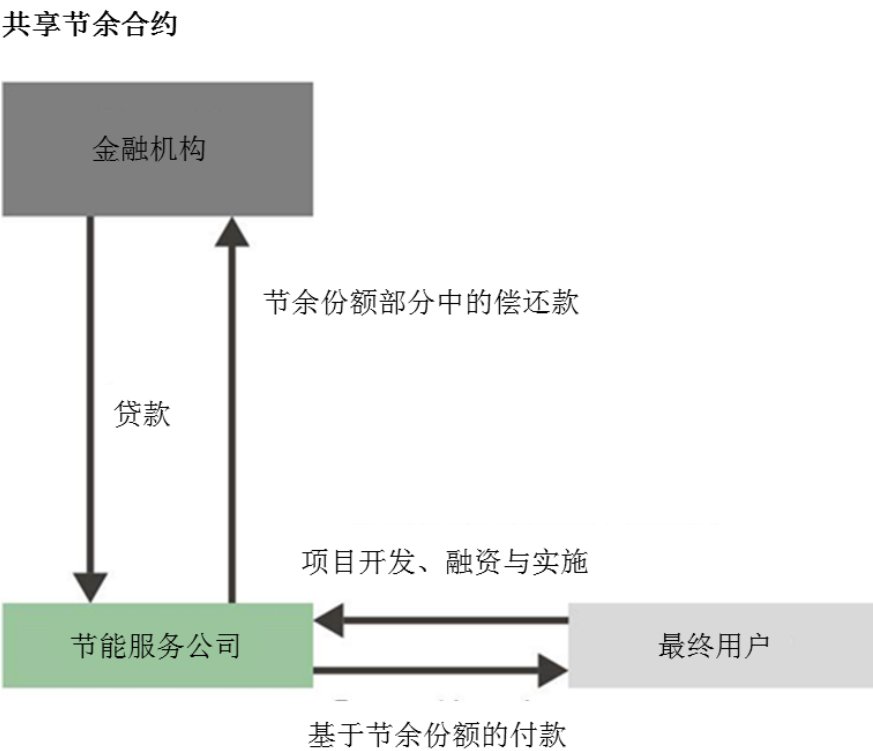 共享节余合约
金融机构
节余份额部分中的偿还款
贷款
项目开发、融资与实施
节能服务公司
最终用户
基于节余份额的付款